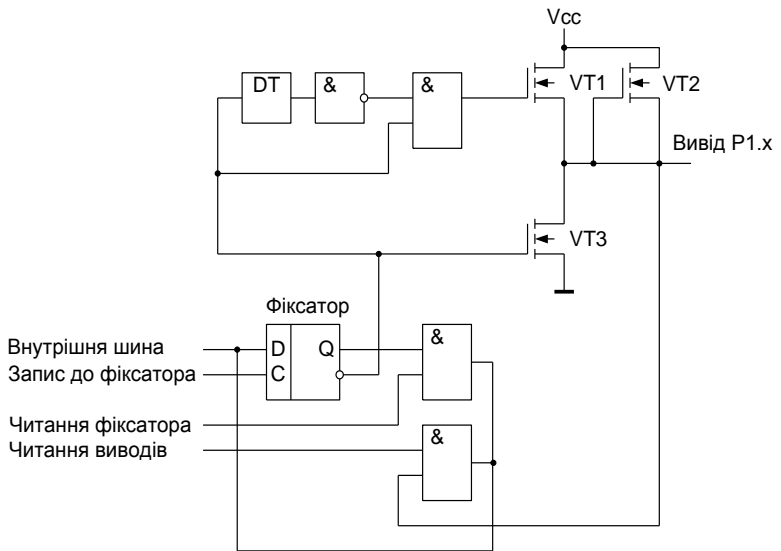 Vcc
DT
&
&
VT1
VT2
Вивід P1.x
VT3
Фіксатор
Внутрішня шина
D
Q
&
Запис до фіксатора
C
Читання фіксатора
&
Читання виводів